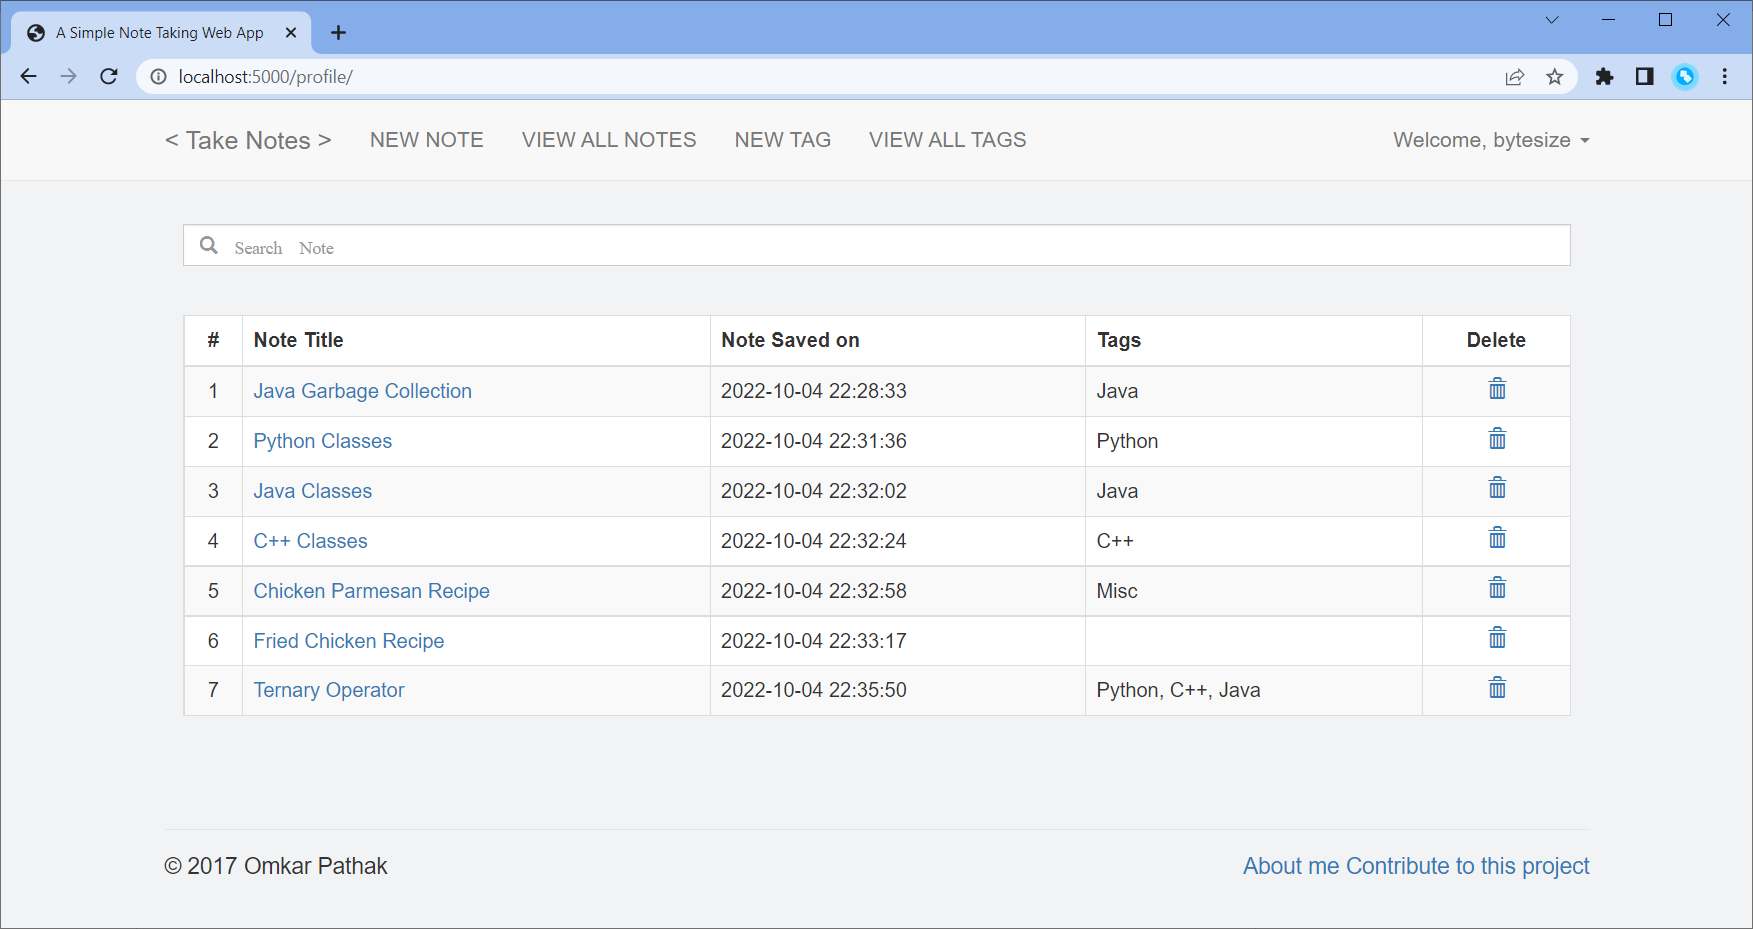 A Simple Note Taking Web App
localhost:5000/profile/
< Take Notes > NEW NOTE VIEW ALL NOTES NEW TAG VIEW ALL TAGS Welcome, bytesize
Search Note
# Note Title Note Saved on Tags Delete
1 Java Garbage Collection 2022-10-04 22:28:33 Java
2 Python Classes 2022-10-04 22:31:36 Python
3 Java Classes 2022-10-04 22:32:02 Java
4 C++ Classes 2022-10-04 22:32:24 C++
5 Chicken Parmesan Recipe 2022-10-04 22:32:58 Misc
6 Fried Chicken Recipe 2022-10-04 22:33:17
7 Ternary Operator 2022-10-04 22:35:50 Python, C++, Java
© 2017 Omkar Pathak About me Contribute to this project